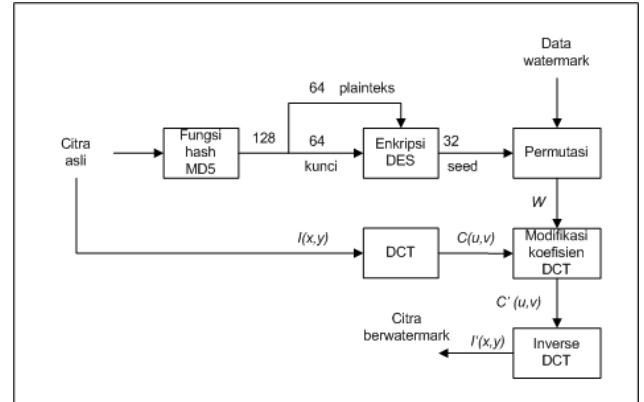 Data
watermark
64 plainteks
Citra
asli
Fungsi
hash
MD5
128
64
kunci
Enkripsi
DES
32
seed
Permutasi
W
I(x,y)
DCT
C(u,v)
Modifikasi
koefisien
DCT
C'(u,v)
Citra
berwatermark
I'(x,y)
Inverse
DCT